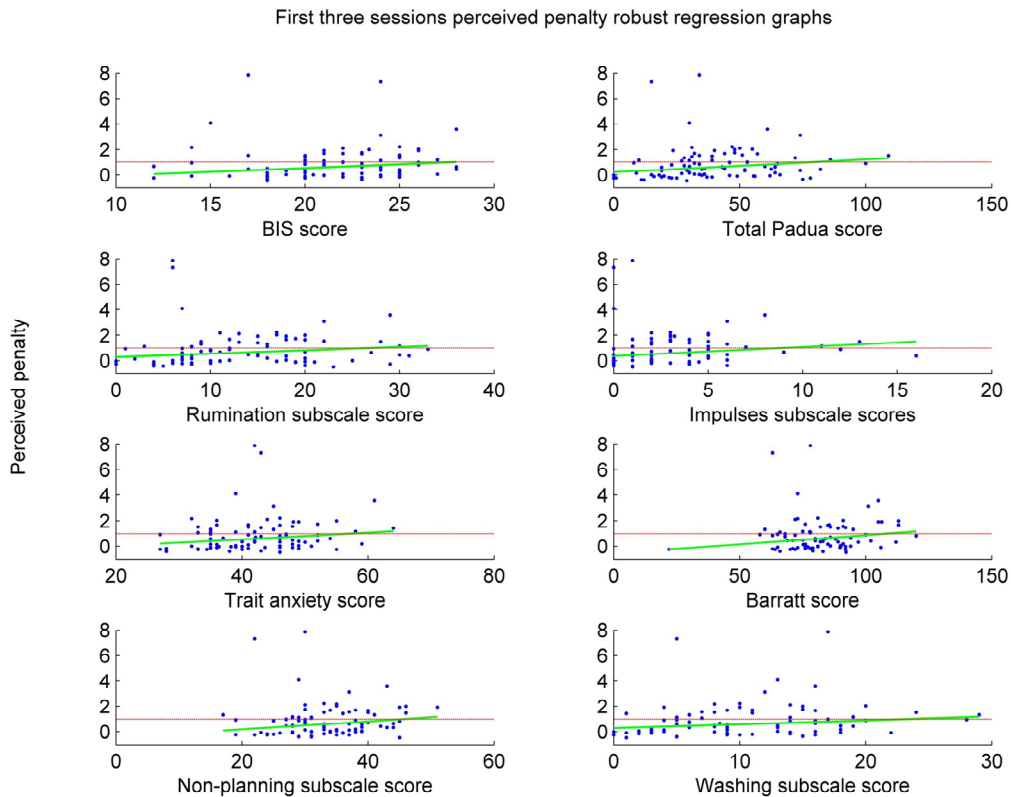 First three sessions perceived penalty robust regression graphs
Perceived penalty
8
6
4
2
0
10 15 20 25 30
BIS score
8
6
4
2
0
0 50 100 150
Total Padua score
8
6
4
2
0
0 10 20 30 40
Rumination subscale score
8
6
4
2
0
0 5 10 15 20
Impulses subscale scores
8
6
4
2
0
20 40 60 80
Trait anxiety score
8
6
4
2
0
0 50 100 150
Barratt score
8
6
4
2
0
0 20 40 60
Non-planning subscale score
8
6
4
2
0
0 10 20 30
Washing subscale score